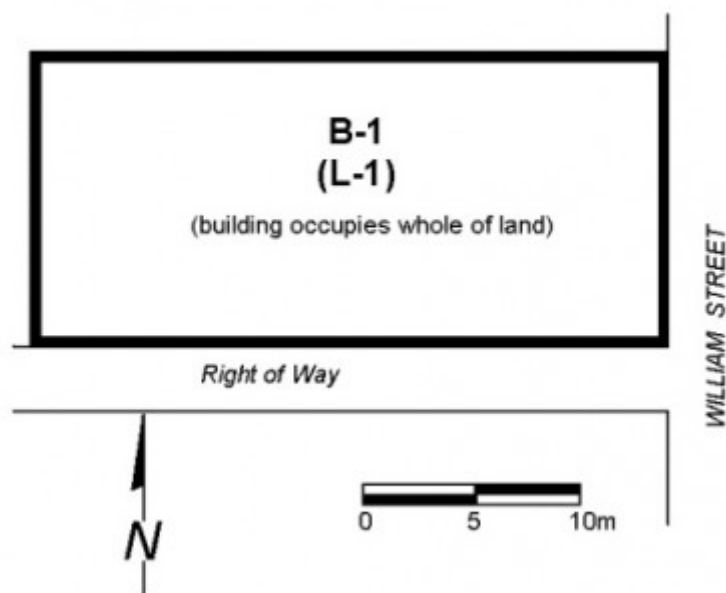 B-1
(L-1)
(building occupies whole of land)
WILLIAM STREET
Right of Way
0 5 10m
N